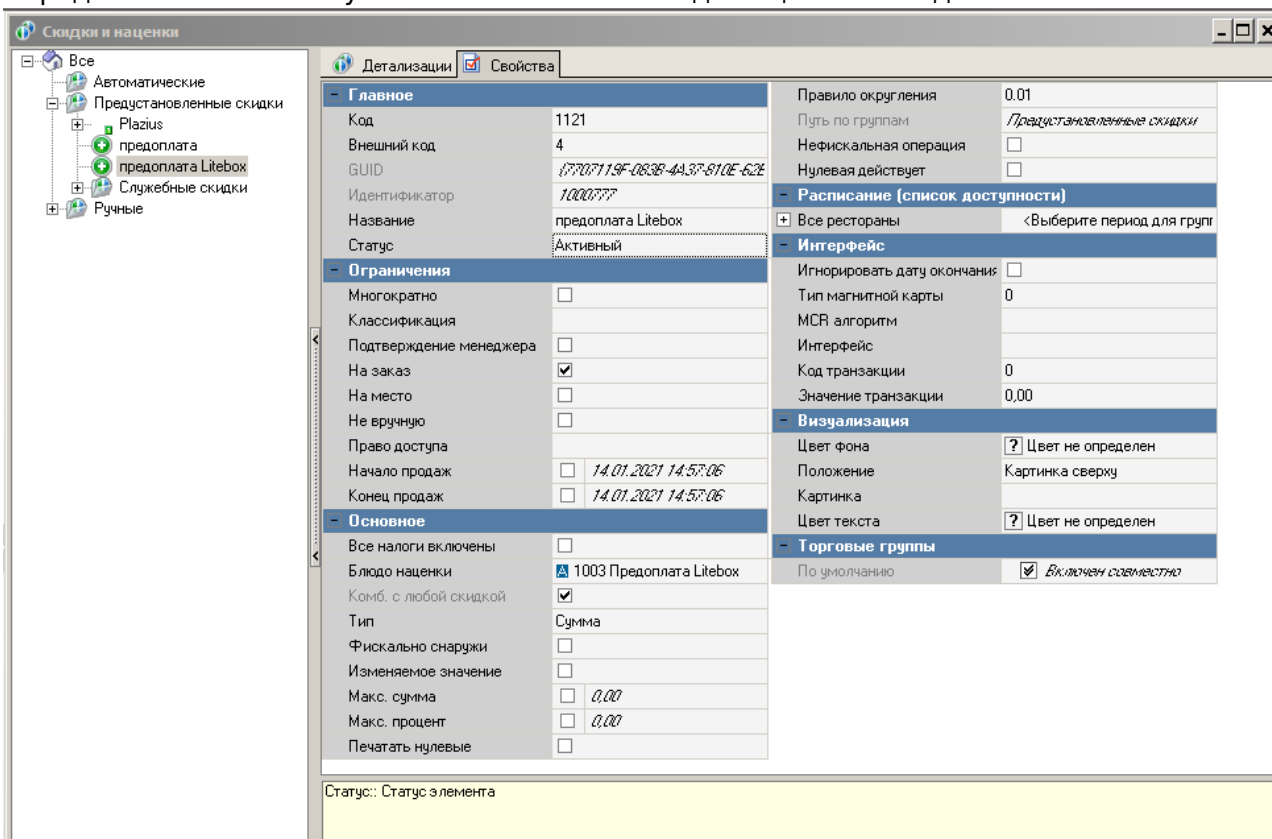 Скидки и наценки
Все
Автоматические
Предустановленные скидки
Plazius
предоплата
предоплата Litebox
Служебные скидки
Ручные
Детализации Свойства
Главное
Код 1121
Внешний код 4
GUID
Идентификатор 1000777
Название предоплата Litebox
Статус Активный
Ограничения
Многократно
Классификация
Подтверждение менеджера
На заказ
На место
Не вручную
Право доступа
Начало продаж 14.01.2021 14:57:06
Конец продаж 14.01.2021 14:57:06
Основное
Все налоги включены
Блюдо наценки 1003 Предоплата Litebox
Комб. с любой скидкой
Тип Сумма
Фискально снаружи
Изменяемое значение
Макс. сумма 0,00
Макс. процент 0,00
Печатать нулевые
Правило округления 0.01
Путь по группам Предустановленные скидки
Нефискальная операция
Нулевая действует
Расписание (список доступности)
Все рестораны <Выберите период для групп
Интерфейс
Игнорировать дату окончания
Тип магнитной карты 0
MCR алгоритм
Интерфейс
Код транзакции 0
Значение транзакции 0,00
Визуализация
Цвет фона ? Цвет не определен
Положение Картинка сверху
Картинка
Цвет текста ? Цвет не определен
Торговые группы
По умолчанию Включен совместно
Статус:: Статус элемента